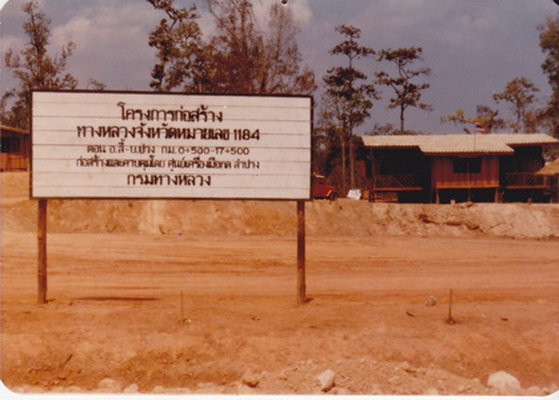 โครงการก่อสร้าง
ทางหลวงจังหวัดหมายเลข 1184
ตอน อ.ลี้-บ.ปวง กม.0+500-17+500
ก่อสร้างและควบคุมโดย ศูนย์เครื่องมือกล ลำปาง
กรมทางหลวง